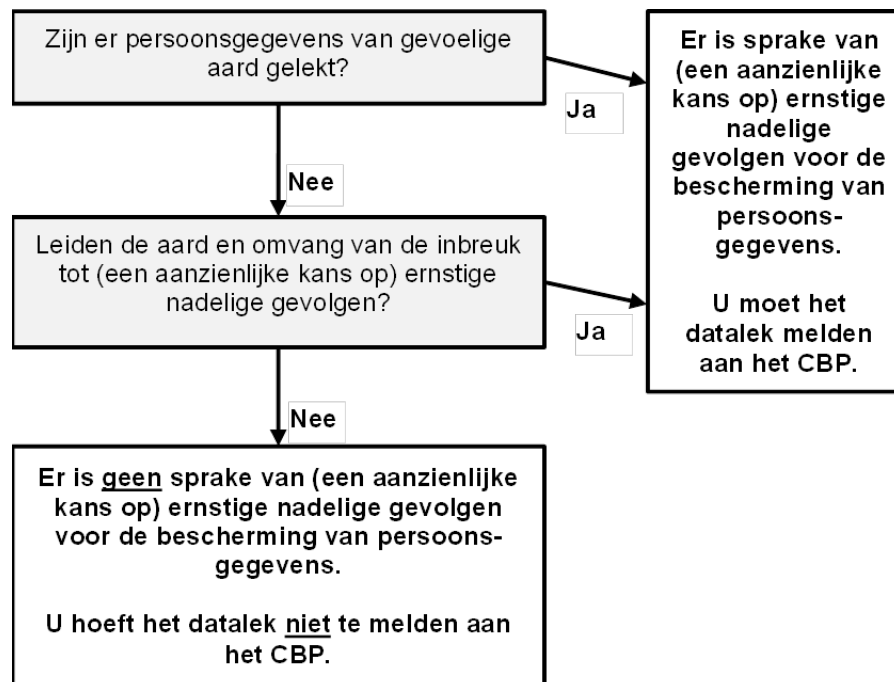 Zijn er persoonsgegevens van gevoelige
aard gelekt?
Ja
Er is sprake van
(een aanzienlijke
kans op) ernstige
nadelige
gevolgen voor de
bescherming van
persoons-
gegevens.
U moet het
datalek melden
aan het CBP.
Nee
Leiden de aard en omvang van de inbreuk
tot (een aanzienlijke kans op) ernstige
nadelige gevolgen?
Ja
Nee
Er is geen sprake van (een aanzienlijke
kans op) ernstige nadelige gevolgen
voor de bescherming van persoons-
gegevens.
U hoeft het datalek niet te melden aan
het CBP.